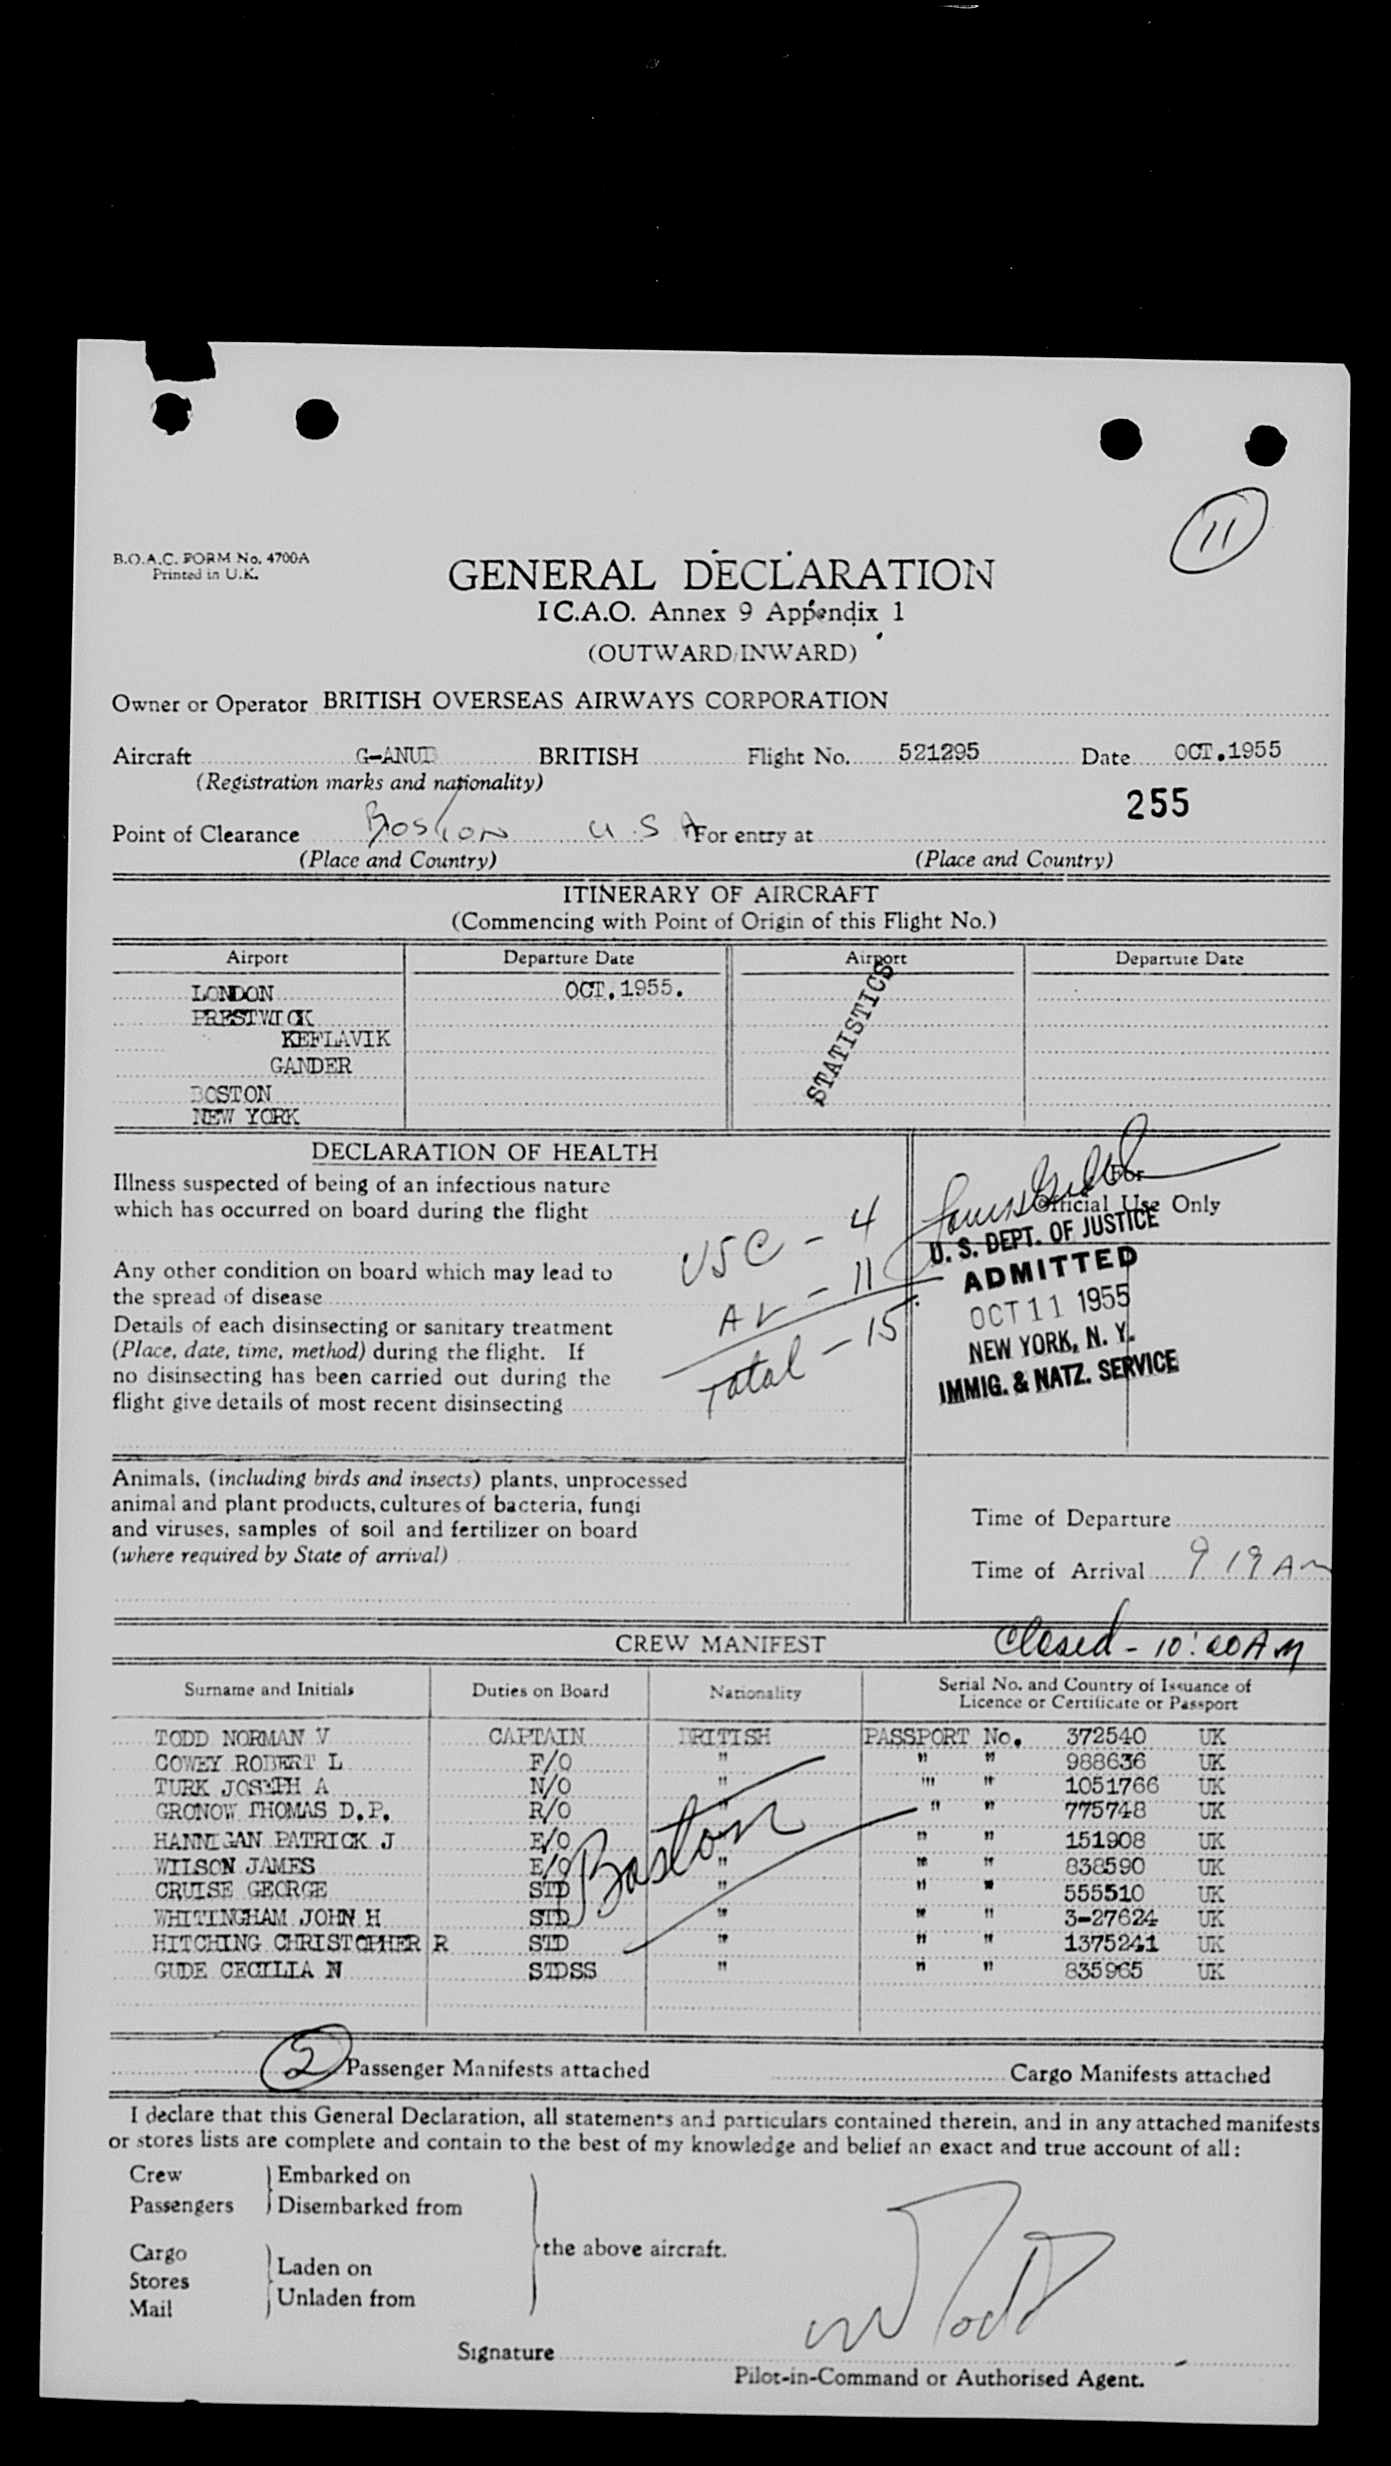 11
B.O.A.C. FORM No. 4700A
Printed in U.K.
GENERAL DECLARATION
I C.A.O. Annex 9 Appendix 1
(OUTWARD/INWARD)
Owner or Operator BRITISH OVERSEAS AIRWAYS CORPORATION
Aircraft G-ANUD BRITISH Flight No. 521295 Date OCT.1955
(Registration marks and nationality)
255
Point of Clearance Boston U S A For entry at
(Place and Country) (Place and Country)
ITINERARY OF AIRCRAFT
(Commencing with Point of Origin of this Flight No.)
Airport Departure Date Airport Departure Date
LONDON OCT.1955.
PRESTWICK
KEFLAVIK
GANDER
BOSTON
NEW YORK
STATISTICS
DECLARATION OF HEALTH
Illness suspected of being of an infectious nature
which has occurred on board during the flight
Any other condition on board which may lead to
the spread of disease
Details of each disinsecting or sanitary treatment
(Place, date, time, method) during the flight. If
no disinsecting has been carried out during the
flight give details of most recent disinsecting
USC - 4
- 11
Total - 15
For
Official Use Only
U. S. DEPT. OF JUSTICE
ADMITTED
OCT 11 1955
NEW YORK, N. Y.
IMMIG. & NATZ. SERVICE
Animals, (including birds and insects) plants, unprocessed
animal and plant products, cultures of bacteria, fungi
and viruses, samples of soil and fertilizer on board
(where required by State of arrival)
Time of Departure
Time of Arrival 9 19 AM
CREW MANIFEST
Closed - 10:00 AM
Surname and Initials Duties on Board Nationality Serial No. and Country of Issuance of
Licence or Certificate or Passport
TODD NORMAN V CAPTAIN BRITISH PASSPORT No. 372540 UK
COWEY ROBERT L F/O " " " 988636 UK
TURK JOSEPH A N/O " " " 1051766 UK
GRONOW THOMAS D.P. R/O " " " 775748 UK
HANNIGAN PATRICK J E/O " " " 151908 UK
WILSON JAMES E/O " " " 838590 UK
CRUISE GEORGE STD " " " 555510 UK
WHITINGHAM JOHN H STD " " " 3-27624 UK
HITCHING CHRISTOPHER R STD " " " 1375241 UK
GUDE CECILIA N STDSS " " " 835965 UK
Boston
2 Passenger Manifests attached Cargo Manifests attached
I declare that this General Declaration, all statements and particulars contained therein, and in any attached manifests
or stores lists are complete and contain to the best of my knowledge and belief an exact and true account of all:
Crew Embarked on
Passengers Disembarked from
the above aircraft.
Cargo
Stores Laden on
Mail Unladen from
Signature N V Todd
Pilot-in-Command or Authorised Agent.